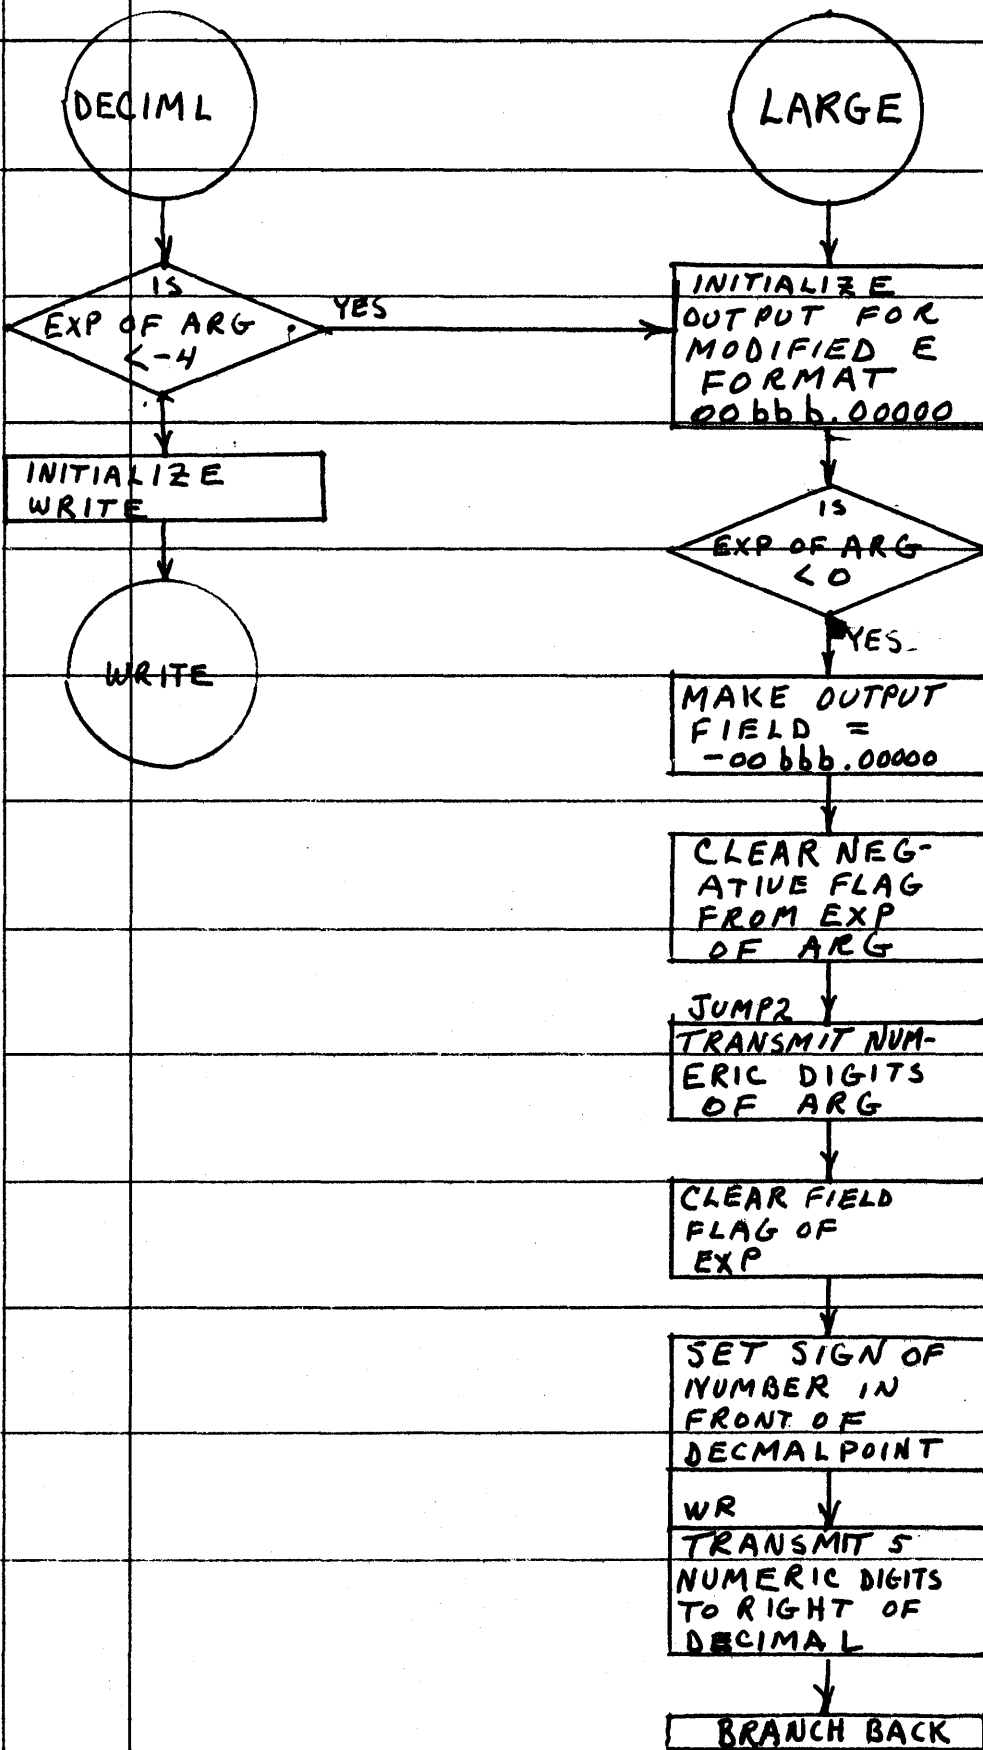 DECIML
IS
EXP OF ARG
< -4
YES
INITIALIZE
WRITE
WRITE
LARGE
INITIALIZE
OUTPUT FOR
MODIFIED E
FORMAT
00bbb.00000
IS
EXP OF ARG
< 0
YES
MAKE OUTPUT
FIELD =
-00bbb.00000
CLEAR NEG-
ATIVE FLAG
FROM EXP
OF ARG
JUMP2
TRANSMIT NUM-
ERIC DIGITS
OF ARG
CLEAR FIELD
FLAG OF
EXP
SET SIGN OF
NUMBER IN
FRONT OF
DECMALPOINT
WR
TRANSMIT 5
NUMERIC DIGITS
TO RIGHT OF
DECIMAL
BRANCH BACK